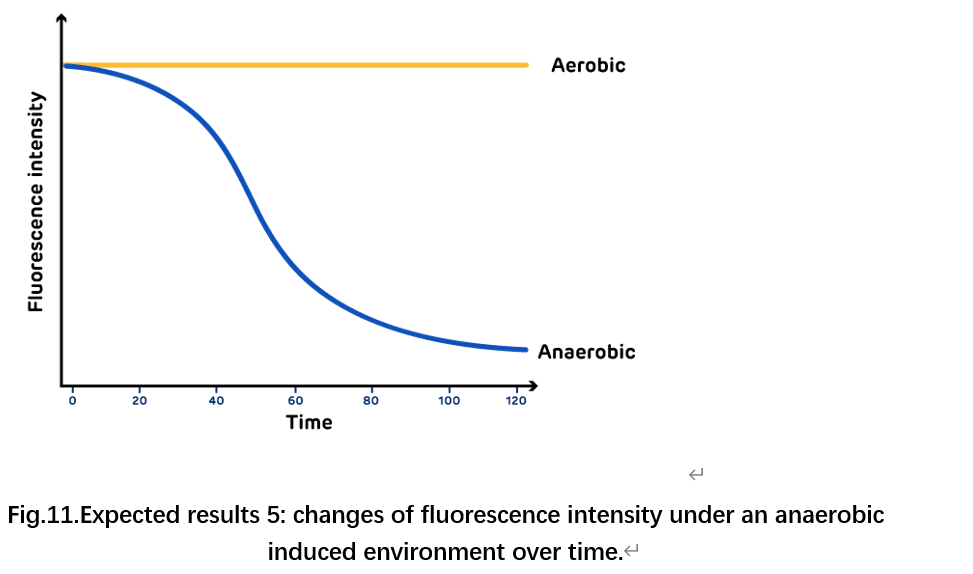 Aerobic
Fluorescence intensity
Anaerobic
0 20 40 60 80 100 120
Time
Fig.11.Expected results 5: changes of fluorescence intensity under an anaerobic
induced environment over time.